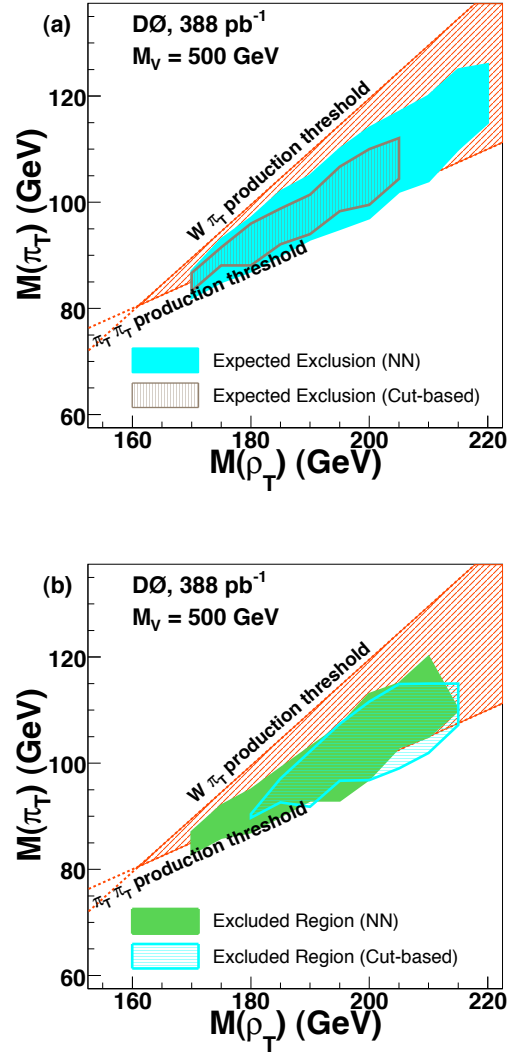 (a) DØ, 388 pb⁻¹
M_V = 500 GeV
W π_T production threshold
π_T π_T production threshold
Expected Exclusion (NN)
Expected Exclusion (Cut-based)
M(π_T) (GeV)
120
100
80
60
160 180 200 220
M(ρ_T) (GeV)
(b) DØ, 388 pb⁻¹
M_V = 500 GeV
W π_T production threshold
π_T π_T production threshold
Excluded Region (NN)
Excluded Region (Cut-based)
M(π_T) (GeV)
120
100
80
60
160 180 200 220
M(ρ_T) (GeV)